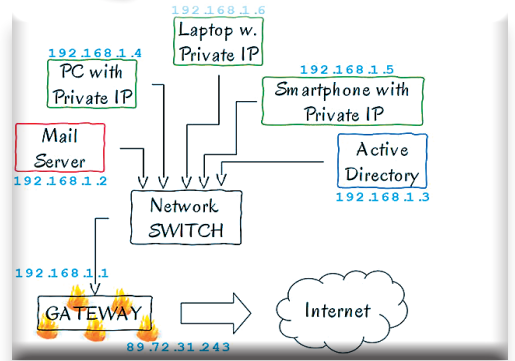 192.168.1.6
Laptop w.
Private IP
192.168.1.4
PC with
Private IP
192.168.1.5
Smartphone with
Private IP
Mail
Server
192.168.1.2
Active
Directory
192.168.1.3
Network
SWITCH
192.168.1.1
GATEWAY
89.72.31.243
Internet